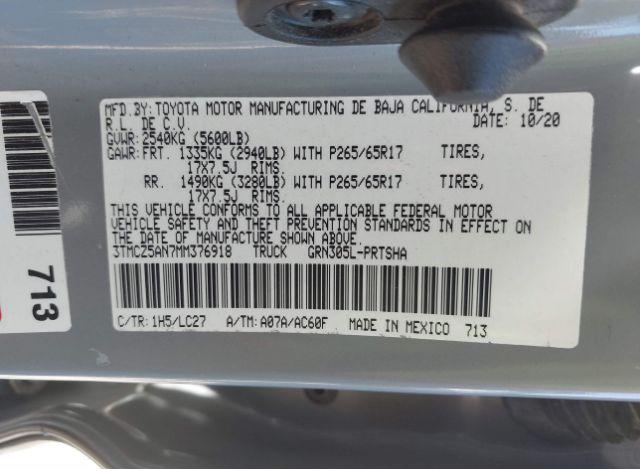 MFD.BY: TOYOTA MOTOR MANUFACTURING DE BAJA CALIFORNIA, S. DE
R.L. DE C.V. DATE: 10/20
GVWR: 2540KG (5600LB)
GAWR: FRT. 1335KG (2940LB) WITH P265/65R17 TIRES,
17X7.5J RIMS.
RR. 1490KG (3280LB) WITH P265/65R17 TIRES,
17X7.5J RIMS.
THIS VEHICLE CONFORMS TO ALL APPLICABLE FEDERAL MOTOR
VEHICLE SAFETY AND THEFT PREVENTION STANDARDS IN EFFECT ON THE
DATE OF MANUFACTURE SHOWN ABOVE.
3TMCZ5AN7MM376918 TRUCK GRN305L-PRTSHA
C/TR: 1H5/LC27 A/TM: A07A/AC60F MADE IN MEXICO 713
713